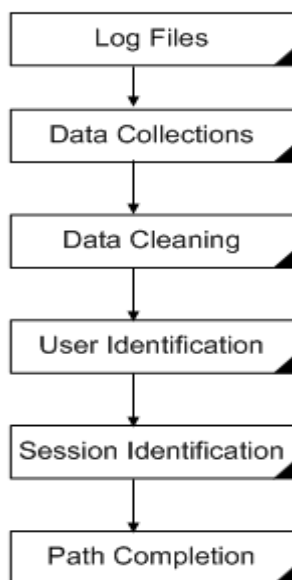 Log Files
Data Collections
Data Cleaning
User Identification
Session Identification
Path Completion